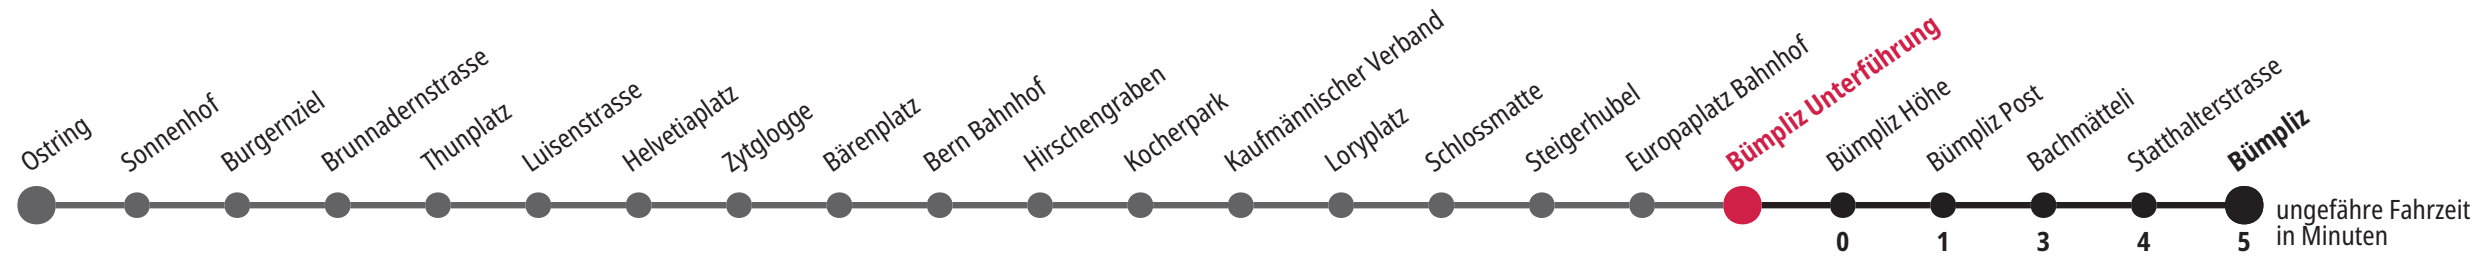 Ostring
Sonnenhof
Burgernziel
Brunnadernstrasse
Thunplatz
Luisenstrasse
Helvetiaplatz
Zytglogge
Bärenplatz
Bern Bahnhof
Hirschengraben
Kocherpark
Kaufmännischer Verband
Loryplatz
Schlossmatte
Steigerhubel
Europaplatz Bahnhof
Bümpliz Unterführung
Bümpliz Höhe
Bümpliz Post
Bachmätteli
Statthalterstrasse
Bümpliz
0 1 3 4 5
ungefähre Fahrzeit
in Minuten